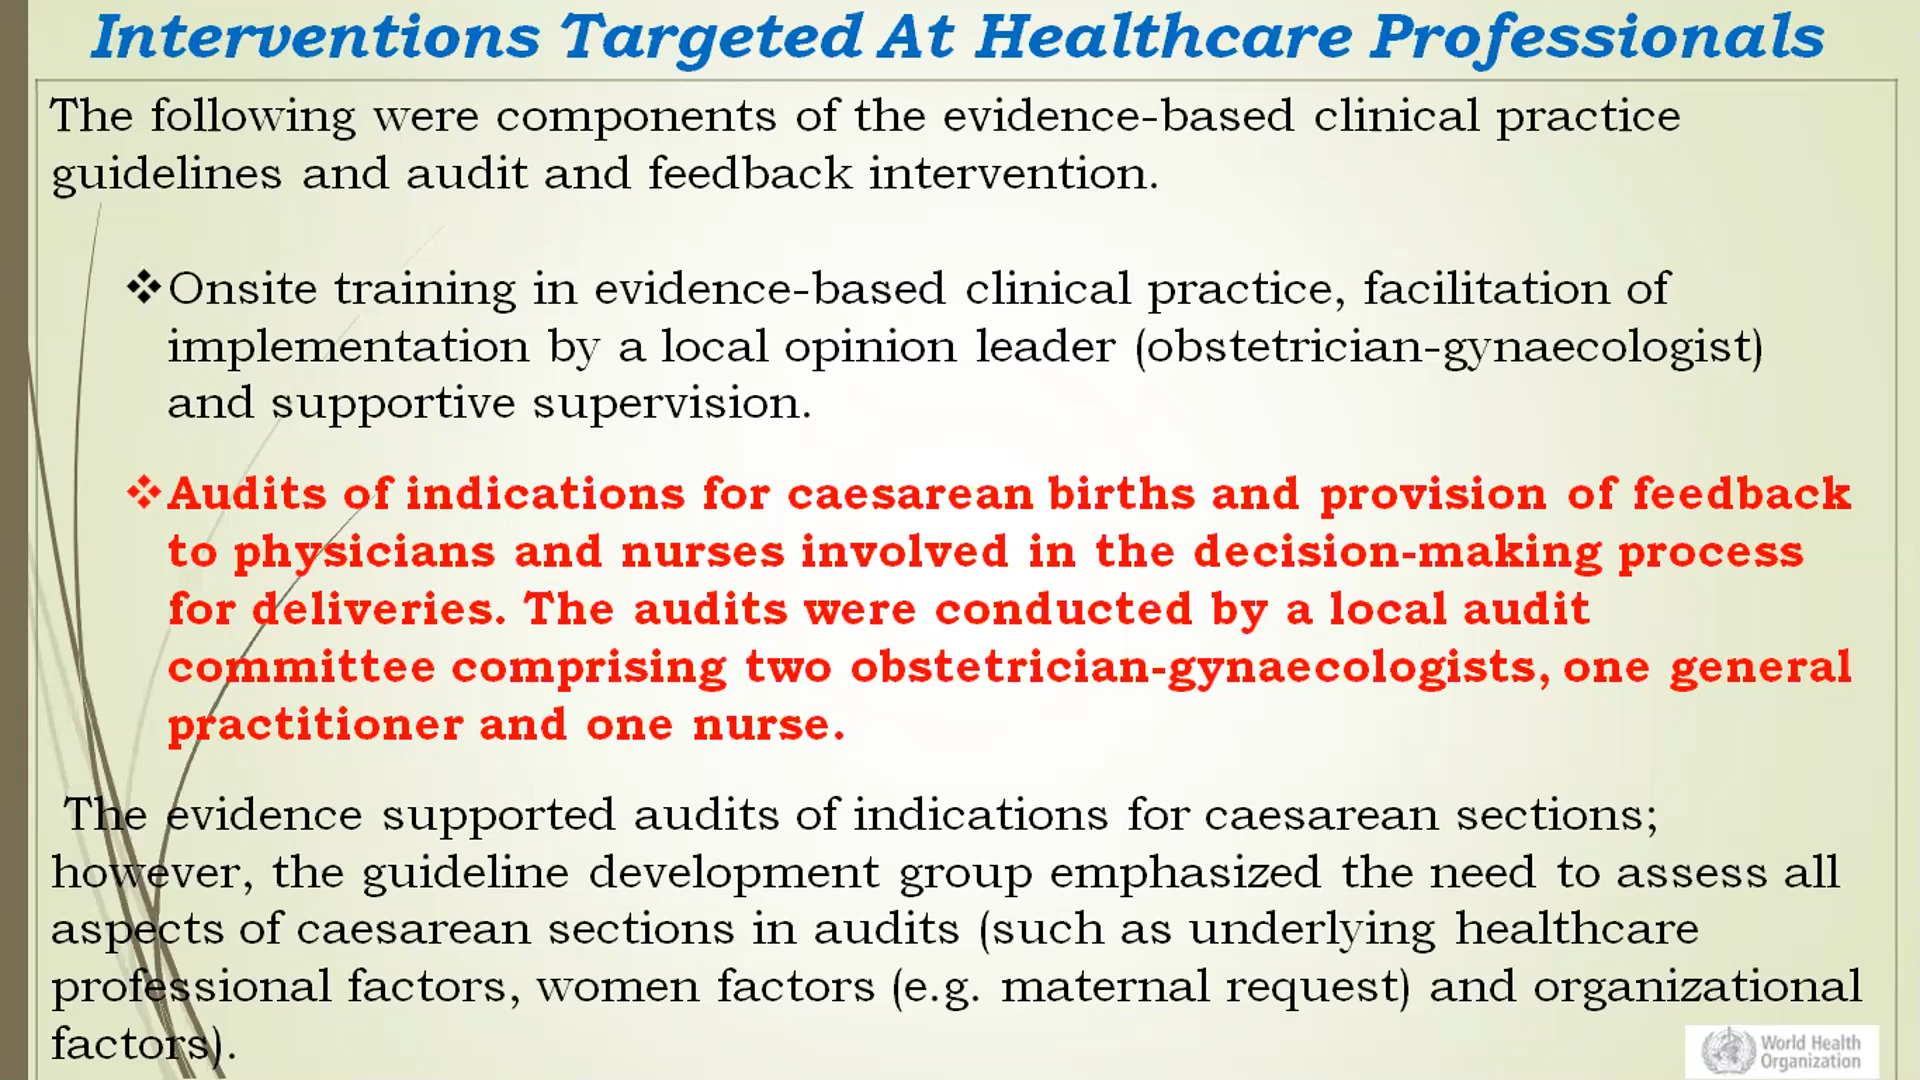 Interventions Targeted At Healthcare Professionals
The following were components of the evidence-based clinical practice
guidelines and audit and feedback intervention.
❖Onsite training in evidence-based clinical practice, facilitation of
implementation by a local opinion leader (obstetrician-gynaecologist)
and supportive supervision.
❖Audits of indications for caesarean births and provision of feedback
to physicians and nurses involved in the decision-making process
for deliveries. The audits were conducted by a local audit
committee comprising two obstetrician-gynaecologists, one general
practitioner and one nurse.
The evidence supported audits of indications for caesarean sections;
however, the guideline development group emphasized the need to assess all
aspects of caesarean sections in audits (such as underlying healthcare
professional factors, women factors (e.g. maternal request) and organizational
factors).
World Health
Organization